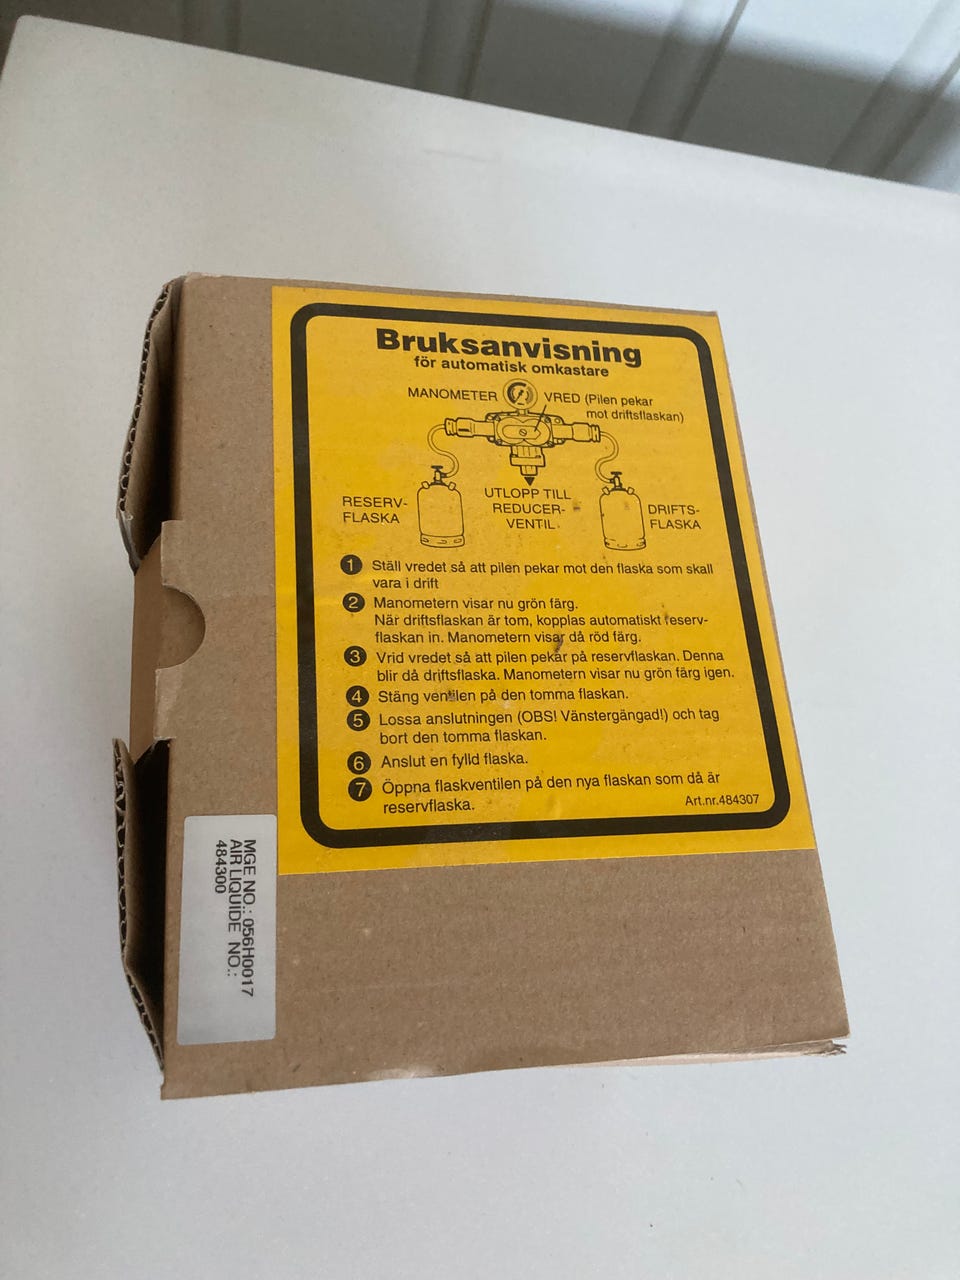 Bruksanvisning
för automatisk omkastare
MANOMETER
VRED (Pilen pekar
mot driftsflaskan)
RESERV-
FLASKA
UTLOPP TILL
REDUCER-
VENTIL
DRIFTS-
FLASKA
1 Ställ vredet så att pilen pekar mot den flaska som skall
vara i drift
2 Manometern visar nu grön färg.
När driftsflaskan är tom, kopplas automatiskt reserv-
flaskan in. Manometern visar då röd färg.
3 Vrid vredet så att pilen pekar på reservflaskan. Denna
blir då driftsflaska. Manometern visar nu grön färg igen.
4 Stäng ventilen på den tomma flaskan.
5 Lossa anslutningen (OBS! Vänstergängad!) och tag
bort den tomma flaskan.
6 Anslut en fylld flaska.
7 Öppna flaskventilen på den nya flaskan som då är
reservflaska.
Art.nr.484307
MGE NO.: 056H0017
AIR LIQUIDE NO.:
484300